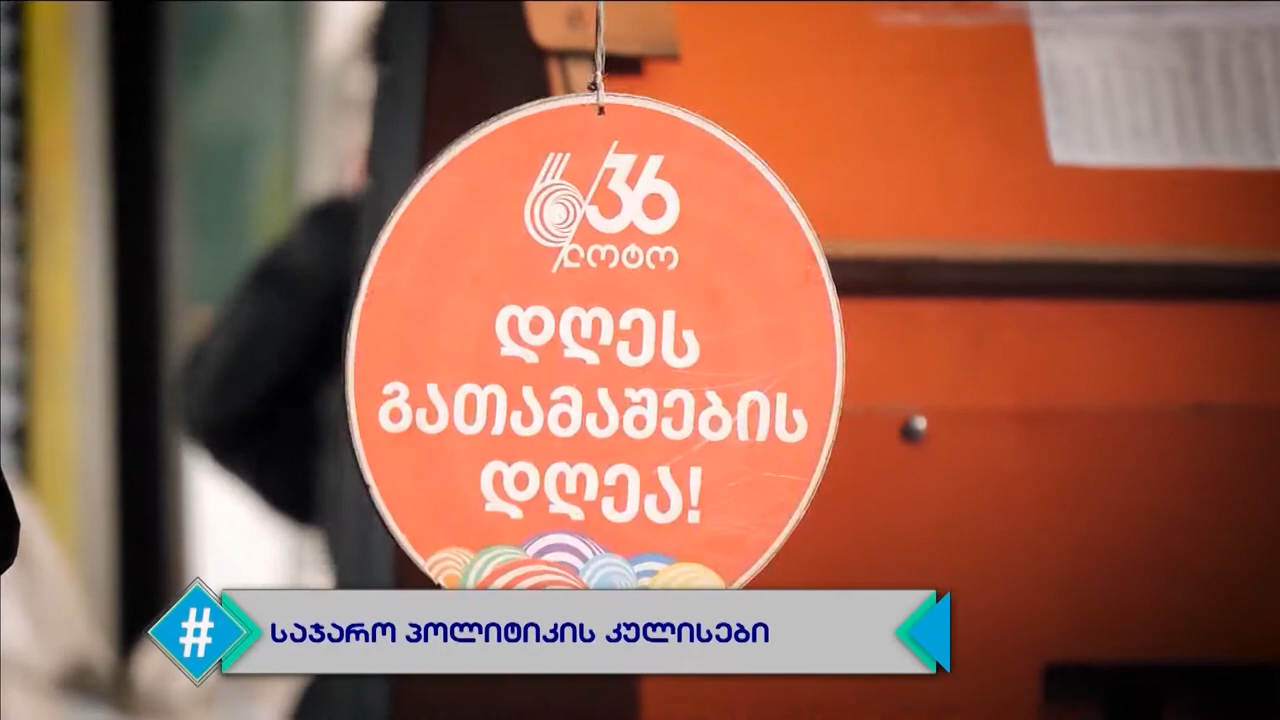 6/36
ლოტო
დღეს
გათამაშების
დღეა!
# საჯარო პოლიტიკის კულისები